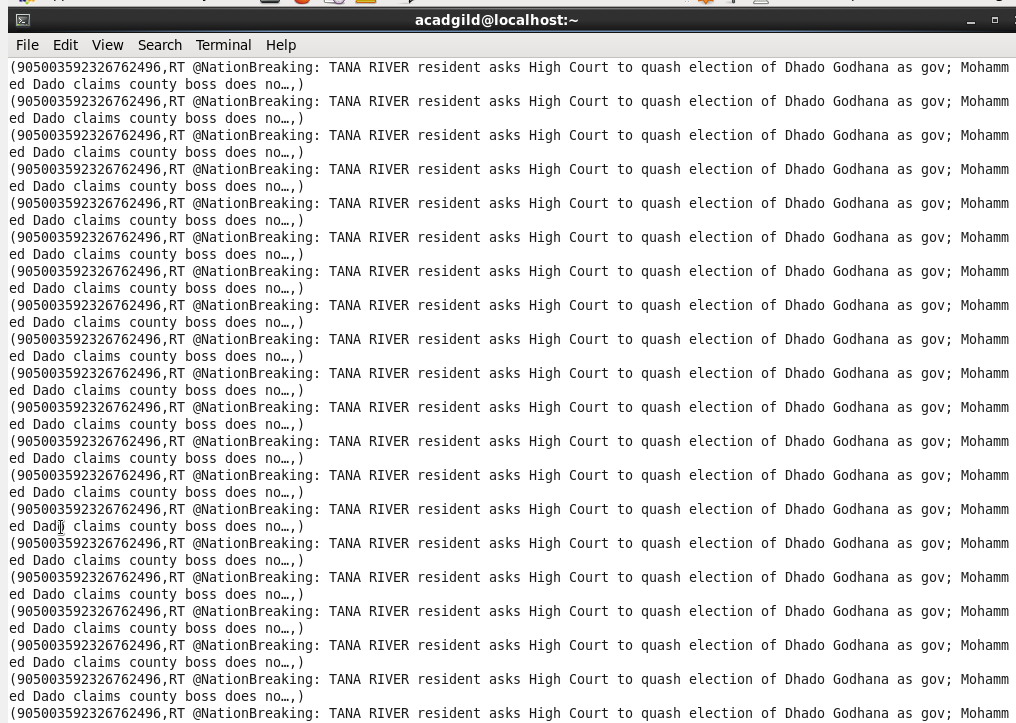 acadgild@localhost:~
File Edit View Search Terminal Help
(905003592326762496,RT @NationBreaking: TANA RIVER resident asks High Court to quash election of Dhado Godhana as gov; Mohamm
ed Dado claims county boss does no…,)
(905003592326762496,RT @NationBreaking: TANA RIVER resident asks High Court to quash election of Dhado Godhana as gov; Mohamm
ed Dado claims county boss does no…,)
(905003592326762496,RT @NationBreaking: TANA RIVER resident asks High Court to quash election of Dhado Godhana as gov; Mohamm
ed Dado claims county boss does no…,)
(905003592326762496,RT @NationBreaking: TANA RIVER resident asks High Court to quash election of Dhado Godhana as gov; Mohamm
ed Dado claims county boss does no…,)
(905003592326762496,RT @NationBreaking: TANA RIVER resident asks High Court to quash election of Dhado Godhana as gov; Mohamm
ed Dado claims county boss does no…,)
(905003592326762496,RT @NationBreaking: TANA RIVER resident asks High Court to quash election of Dhado Godhana as gov; Mohamm
ed Dado claims county boss does no…,)
(905003592326762496,RT @NationBreaking: TANA RIVER resident asks High Court to quash election of Dhado Godhana as gov; Mohamm
ed Dado claims county boss does no…,)
(905003592326762496,RT @NationBreaking: TANA RIVER resident asks High Court to quash election of Dhado Godhana as gov; Mohamm
ed Dado claims county boss does no…,)
(905003592326762496,RT @NationBreaking: TANA RIVER resident asks High Court to quash election of Dhado Godhana as gov; Mohamm
ed Dado claims county boss does no…,)
(905003592326762496,RT @NationBreaking: TANA RIVER resident asks High Court to quash election of Dhado Godhana as gov; Mohamm
ed Dado claims county boss does no…,)
(905003592326762496,RT @NationBreaking: TANA RIVER resident asks High Court to quash election of Dhado Godhana as gov; Mohamm
ed Dado claims county boss does no…,)
(905003592326762496,RT @NationBreaking: TANA RIVER resident asks High Court to quash election of Dhado Godhana as gov; Mohamm
ed Dado claims county boss does no…,)
(905003592326762496,RT @NationBreaking: TANA RIVER resident asks High Court to quash election of Dhado Godhana as gov; Mohamm
ed Dado claims county boss does no…,)
(905003592326762496,RT @NationBreaking: TANA RIVER resident asks High Court to quash election of Dhado Godhana as gov; Mohamm
ed Dado claims county boss does no…,)
(905003592326762496,RT @NationBreaking: TANA RIVER resident asks High Court to quash election of Dhado Godhana as gov; Mohamm
ed Dado claims county boss does no…,)
(905003592326762496,RT @NationBreaking: TANA RIVER resident asks High Court to quash election of Dhado Godhana as gov; Mohamm
ed Dado claims county boss does no…,)
(905003592326762496,RT @NationBreaking: TANA RIVER resident asks High Court to quash election of Dhado Godhana as gov; Mohamm
ed Dado claims county boss does no…,)
(905003592326762496,RT @NationBreaking: TANA RIVER resident asks High Court to quash election of Dhado Godhana as gov; Mohamm
ed Dado claims county boss does no…,)
(905003592326762496,RT @NationBreaking: TANA RIVER resident asks High Court to quash election of Dhado Godhana as gov; Mohamm
ed Dado claims county boss does no…,)
(905003592326762496,RT @NationBreaking: TANA RIVER resident asks High Court to quash election of Dhado Godhana as gov; Mohamm